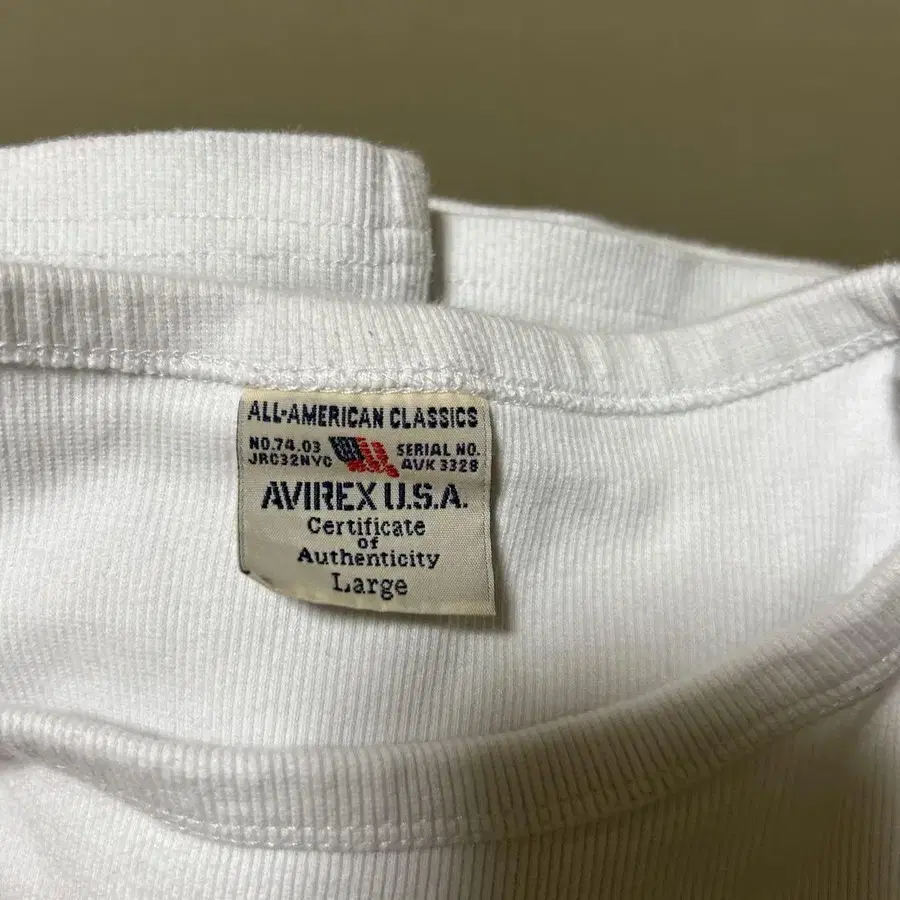 ALL-AMERICAN CLASSICS
NO.74.03 SERIAL NO.
JRC32NYC AVK 3328
AVIREX U.S.A.
Certificate
of
Authenticity
Large